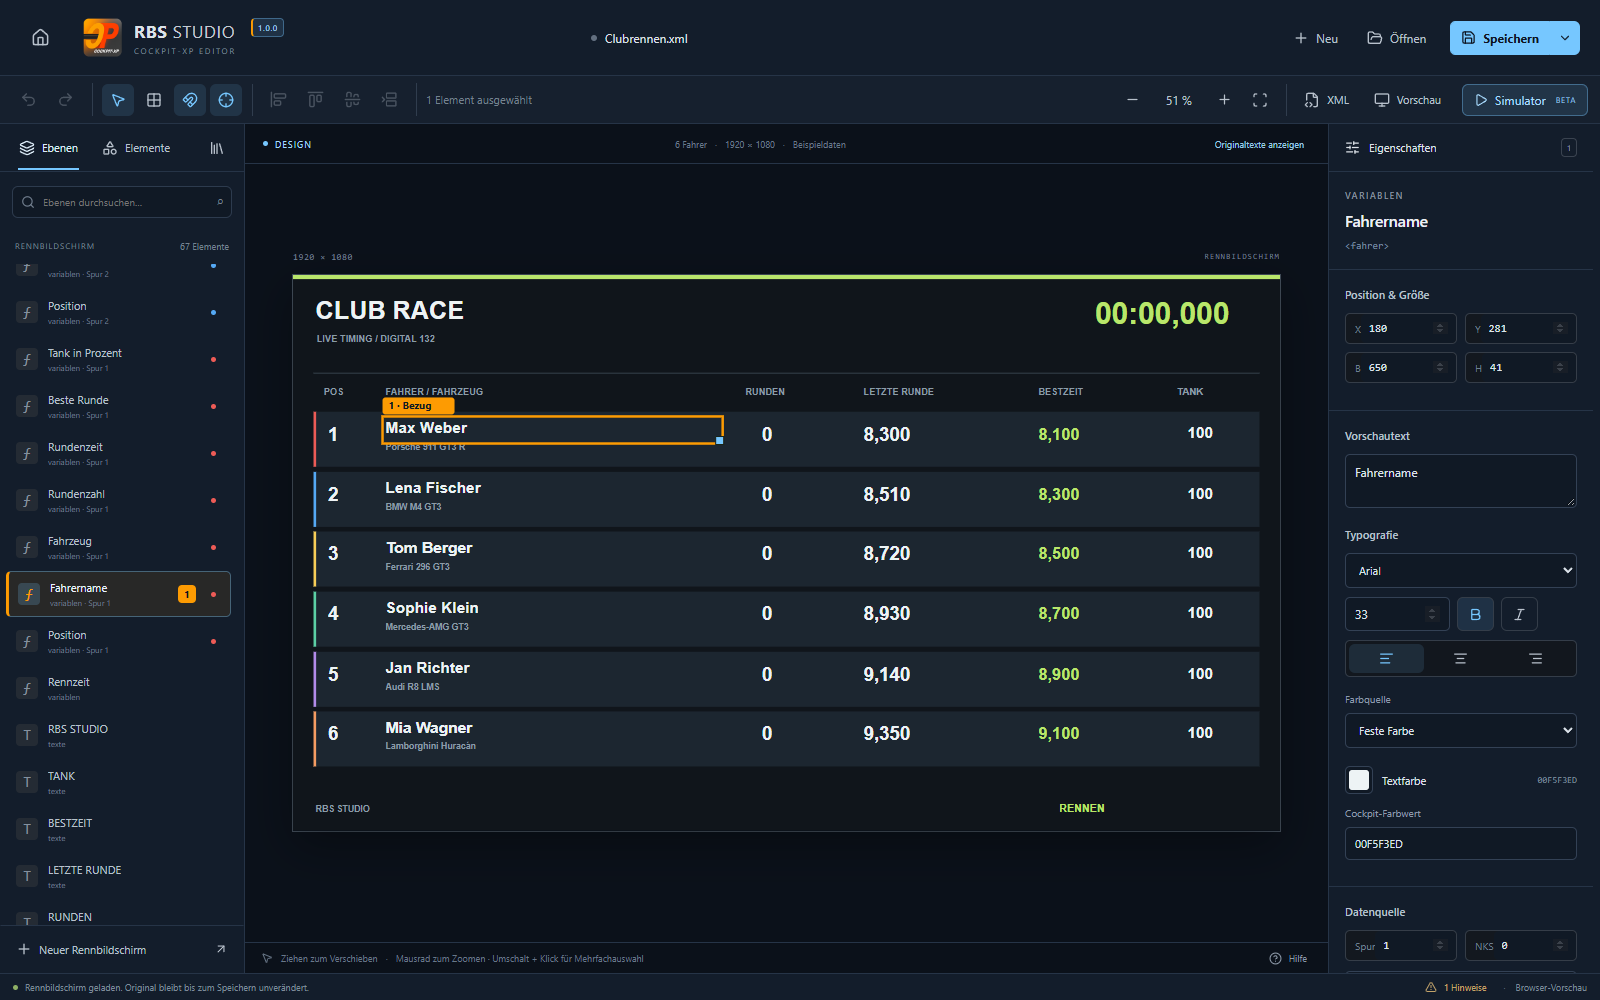 RBS STUDIO
1.0.0
COCKPIT-XP EDITOR
COCKPIT-XP
Clubrennen.xml
Neu
Öffnen
Speichern
1 Element ausgewählt
51 %
XML
Vorschau
Simulator BETA
Ebenen
Elemente
DESIGN
6 Fahrer · 1920 × 1080 · Beispieldaten
Originaltexte anzeigen
Eigenschaften
1
Ebenen durchsuchen...
RENNBILDSCHIRM
67 Elemente
variablen · Spur 2
Position
variablen · Spur 2
Tank in Prozent
variablen · Spur 1
Beste Runde
variablen · Spur 1
Rundenzeit
variablen · Spur 1
Rundenzahl
variablen · Spur 1
Fahrzeug
variablen · Spur 1
Fahrername
variablen · Spur 1
1
Position
variablen · Spur 1
Rennzeit
variablen
RBS STUDIO
texte
TANK
texte
BESTZEIT
texte
LETZTE RUNDE
texte
RUNDEN
Neuer Rennbildschirm
1920 × 1080
RENNBILDSCHIRM
CLUB RACE
00:00,000
LIVE TIMING / DIGITAL 132
POS FAHRER / FAHRZEUG RUNDEN LETZTE RUNDE BESTZEIT TANK
1 · Bezug
1 Max Weber 0 8,300 8,100 100
Porsche 911 GT3 R
2 Lena Fischer 0 8,510 8,300 100
BMW M4 GT3
3 Tom Berger 0 8,720 8,500 100
Ferrari 296 GT3
4 Sophie Klein 0 8,930 8,700 100
Mercedes-AMG GT3
5 Jan Richter 0 9,140 8,900 100
Audi R8 LMS
6 Mia Wagner 0 9,350 9,100 100
Lamborghini Huracán
RBS STUDIO
RENNEN
Ziehen zum Verschieben · Mausrad zum Zoomen · Umschalt + Klick für Mehrfachauswahl
Hilfe
VARIABLEN
Fahrername
<fahrer>
Position & Größe
X 180
Y 281
B 650
H 41
Vorschautext
Fahrername
Typografie
Arial
33
B
I
Farbquelle
Feste Farbe
Textfarbe
00F5F3ED
Cockpit-Farbwert
00F5F3ED
Datenquelle
Spur 1
NKS 0
Rennbildschirm geladen. Original bleibt bis zum Speichern unverändert.
1 Hinweise
· Browser-Vorschau